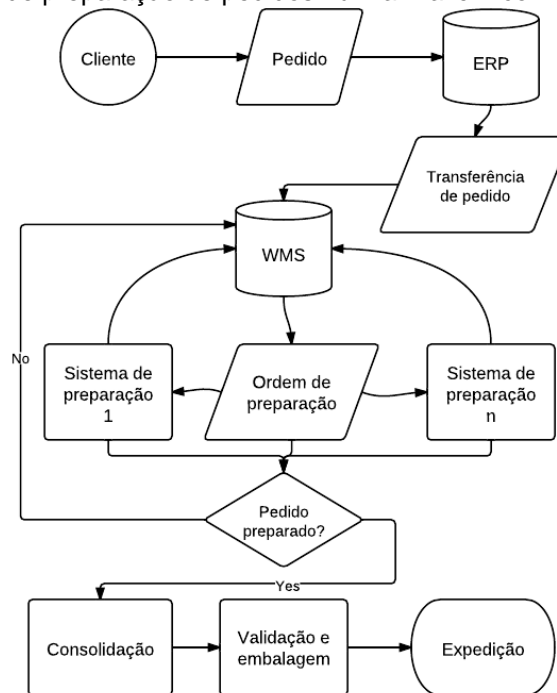 Cliente
Pedido
ERP
Transferência
de pedido
WMS
No
Sistema de
preparação
1
Ordem de
preparação
Sistema de
preparação
n
Pedido
preparado?
Yes
Consolidação
Validação e
embalagem
Expedição